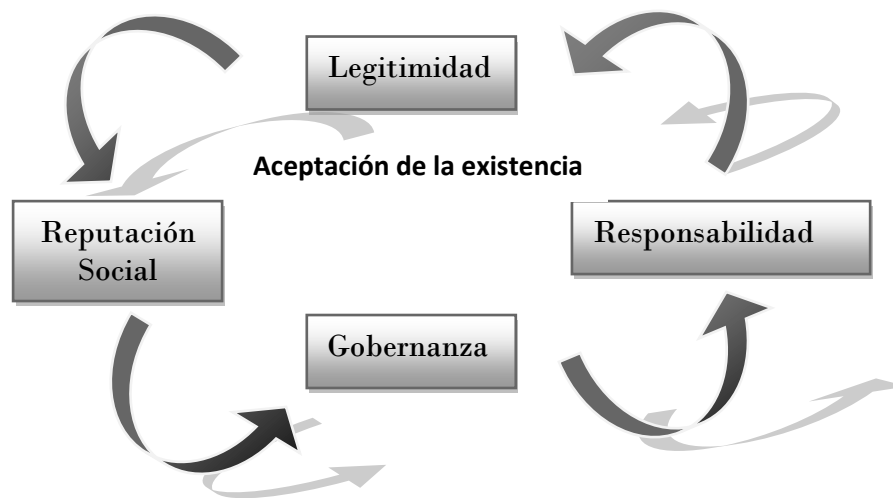 Legitimidad
Aceptación de la existencia
Reputación
Social
Responsabilidad
Gobernanza